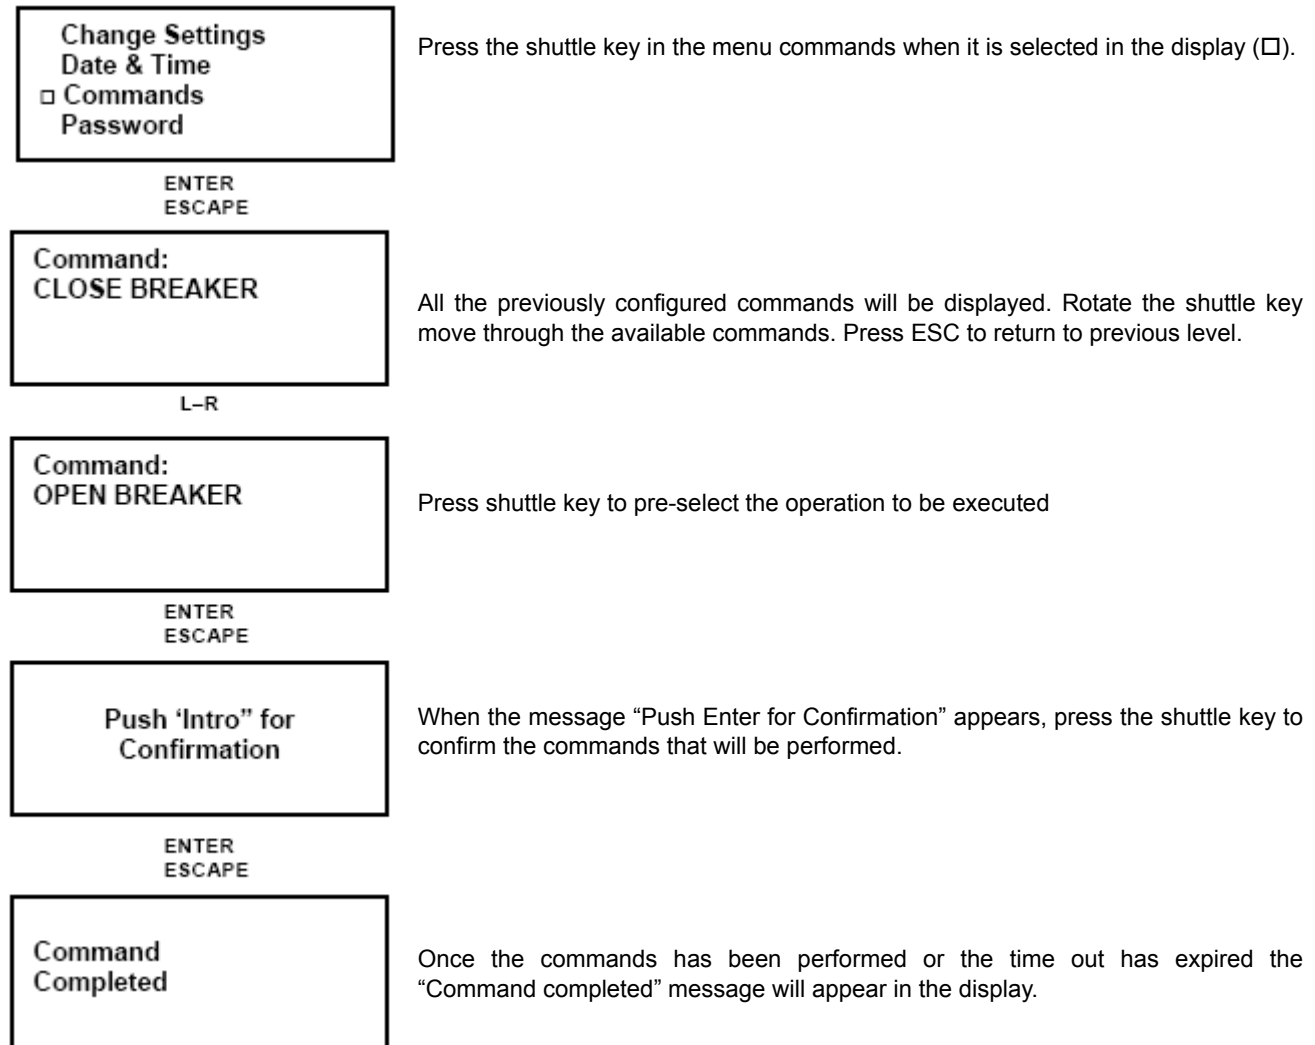 Change Settings
Date & Time
□ Commands
Password
Press the shuttle key in the menu commands when it is selected in the display (□).
ENTER
ESCAPE
Command:
CLOSE BREAKER
All the previously configured commands will be displayed. Rotate the shuttle key
move through the available commands. Press ESC to return to previous level.
L–R
Command:
OPEN BREAKER
Press shuttle key to pre-select the operation to be executed
ENTER
ESCAPE
Push ‘Intro” for
Confirmation
When the message “Push Enter for Confirmation” appears, press the shuttle key to
confirm the commands that will be performed.
ENTER
ESCAPE
Command
Completed
Once the commands has been performed or the time out has expired the
“Command completed” message will appear in the display.